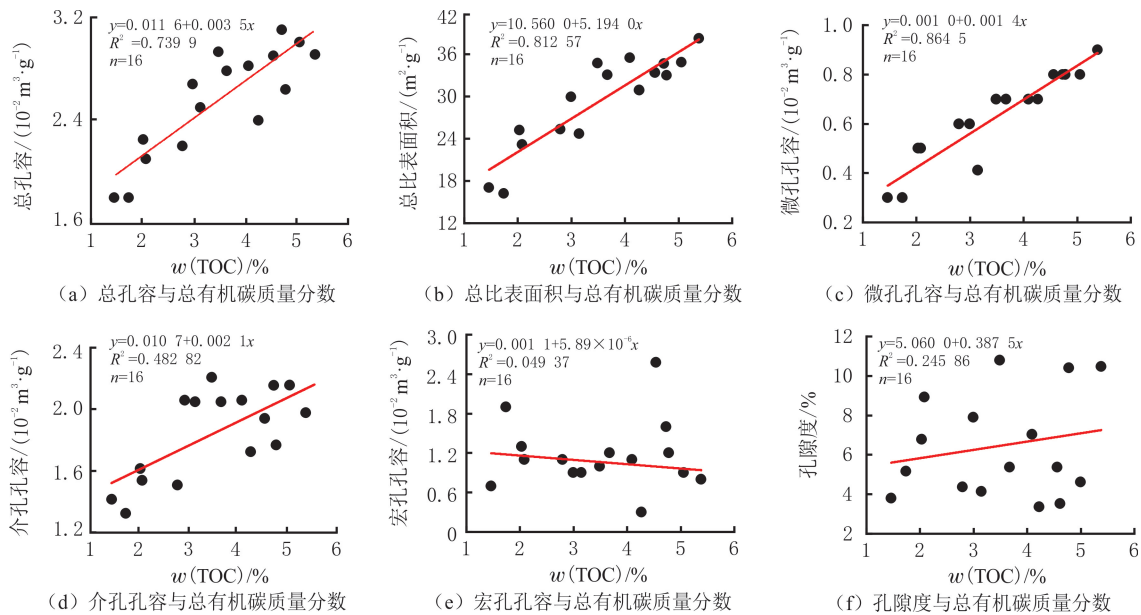 总孔容/(10⁻² m³·g⁻¹)
y=0.011 6+0.003 5x
R²=0.739 9
n=16
3.2
2.4
1.6
1 2 3 4 5 6
w(TOC)/%
(a) 总孔容与总有机碳质量分数
总比表面积/(m²·g⁻¹)
y=10.560 0+5.194 0x
R²=0.812 57
n=16
42
36
30
24
18
12
1 2 3 4 5 6
w(TOC)/%
(b) 总比表面积与总有机碳质量分数
微孔孔容/(10⁻² m³·g⁻¹)
y=0.001 0+0.001 4x
R²=0.864 5
n=16
1.0
0.8
0.6
0.4
0.2
1 2 3 4 5 6
w(TOC)/%
(c) 微孔孔容与总有机碳质量分数
介孔孔容/(10⁻² m³·g⁻¹)
y=0.010 7+0.002 1x
R²=0.482 82
n=16
2.4
2.0
1.6
1.2
1 2 3 4 5 6
w(TOC)/%
(d) 介孔孔容与总有机碳质量分数
宏孔孔容/(10⁻² m³·g⁻¹)
y=0.001 1+5.89×10⁻⁶x
R²=0.049 37
n=16
3.0
2.4
1.8
1.2
0.6
0
1 2 3 4 5 6
w(TOC)/%
(e) 宏孔孔容与总有机碳质量分数
孔隙度/%
y=5.060 0+0.387 5x
R²=0.245 86
n=16
12
10
8
6
4
2
1 2 3 4 5 6
w(TOC)/%
(f) 孔隙度与总有机碳质量分数